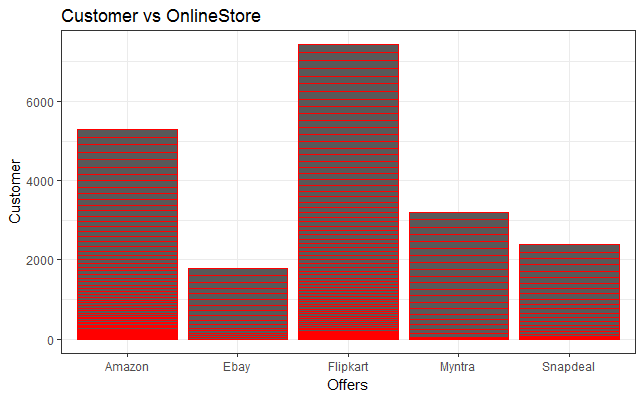 Customer vs OnlineStore
6000
4000
2000
0
Customer
Amazon Ebay Flipkart Myntra Snapdeal
Offers